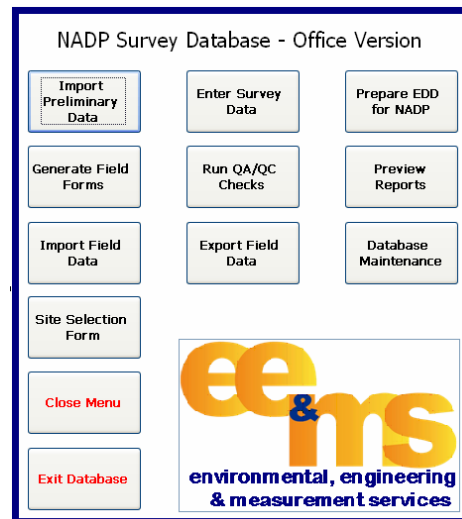 NADP Survey Database - Office Version
Import
Preliminary
Data
Enter Survey
Data
Prepare EDD
for NADP
Generate Field
Forms
Run QA/QC
Checks
Preview
Reports
Import Field
Data
Export Field
Data
Database
Maintenance
Site Selection
Form
Close Menu
Exit Database
ee&ms
environmental, engineering
& measurement services